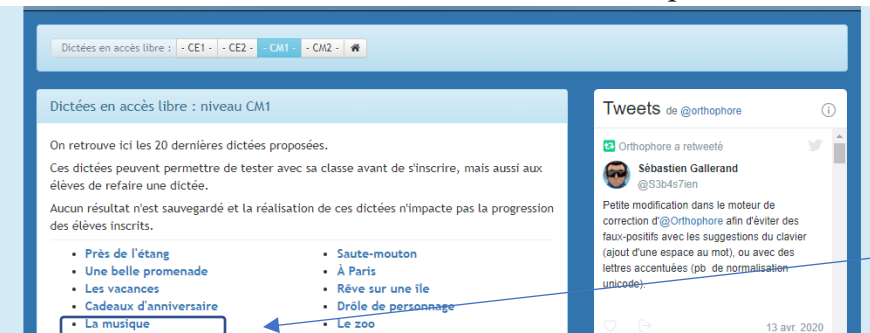 Dictées en accès libre : - CE1 - - CE2 - - CM1 - - CM2 -
Dictées en accès libre : niveau CM1
On retrouve ici les 20 dernières dictées proposées.
Ces dictées peuvent permettre de tester avec sa classe avant de s'inscrire, mais aussi aux
élèves de refaire une dictée.
Aucun résultat n'est sauvegardé et la réalisation de ces dictées n'impacte pas la progression
des élèves inscrits.
• Près de l'étang
• Une belle promenade
• Les vacances
• Cadeaux d'anniversaire
• La musique
• Saute-mouton
• À Paris
• Rêve sur une île
• Drôle de personnage
• Le zoo
Tweets de @orthophore
Orthophore a retweeté
Sébastien Gallerand
@S3b4s7ien
Petite modification dans le moteur de
correction d'@Orthophore afin d'éviter des
faux-positifs avec les suggestions du clavier
(ajout d'une espace au mot), ou avec des
lettres accentuées (pb de normalisation
unicode).
13 avr. 2020